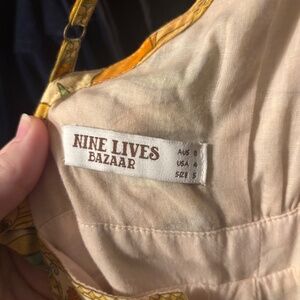 NINE LIVES
BAZAAR
AUS 8
USA 4
SIZE S